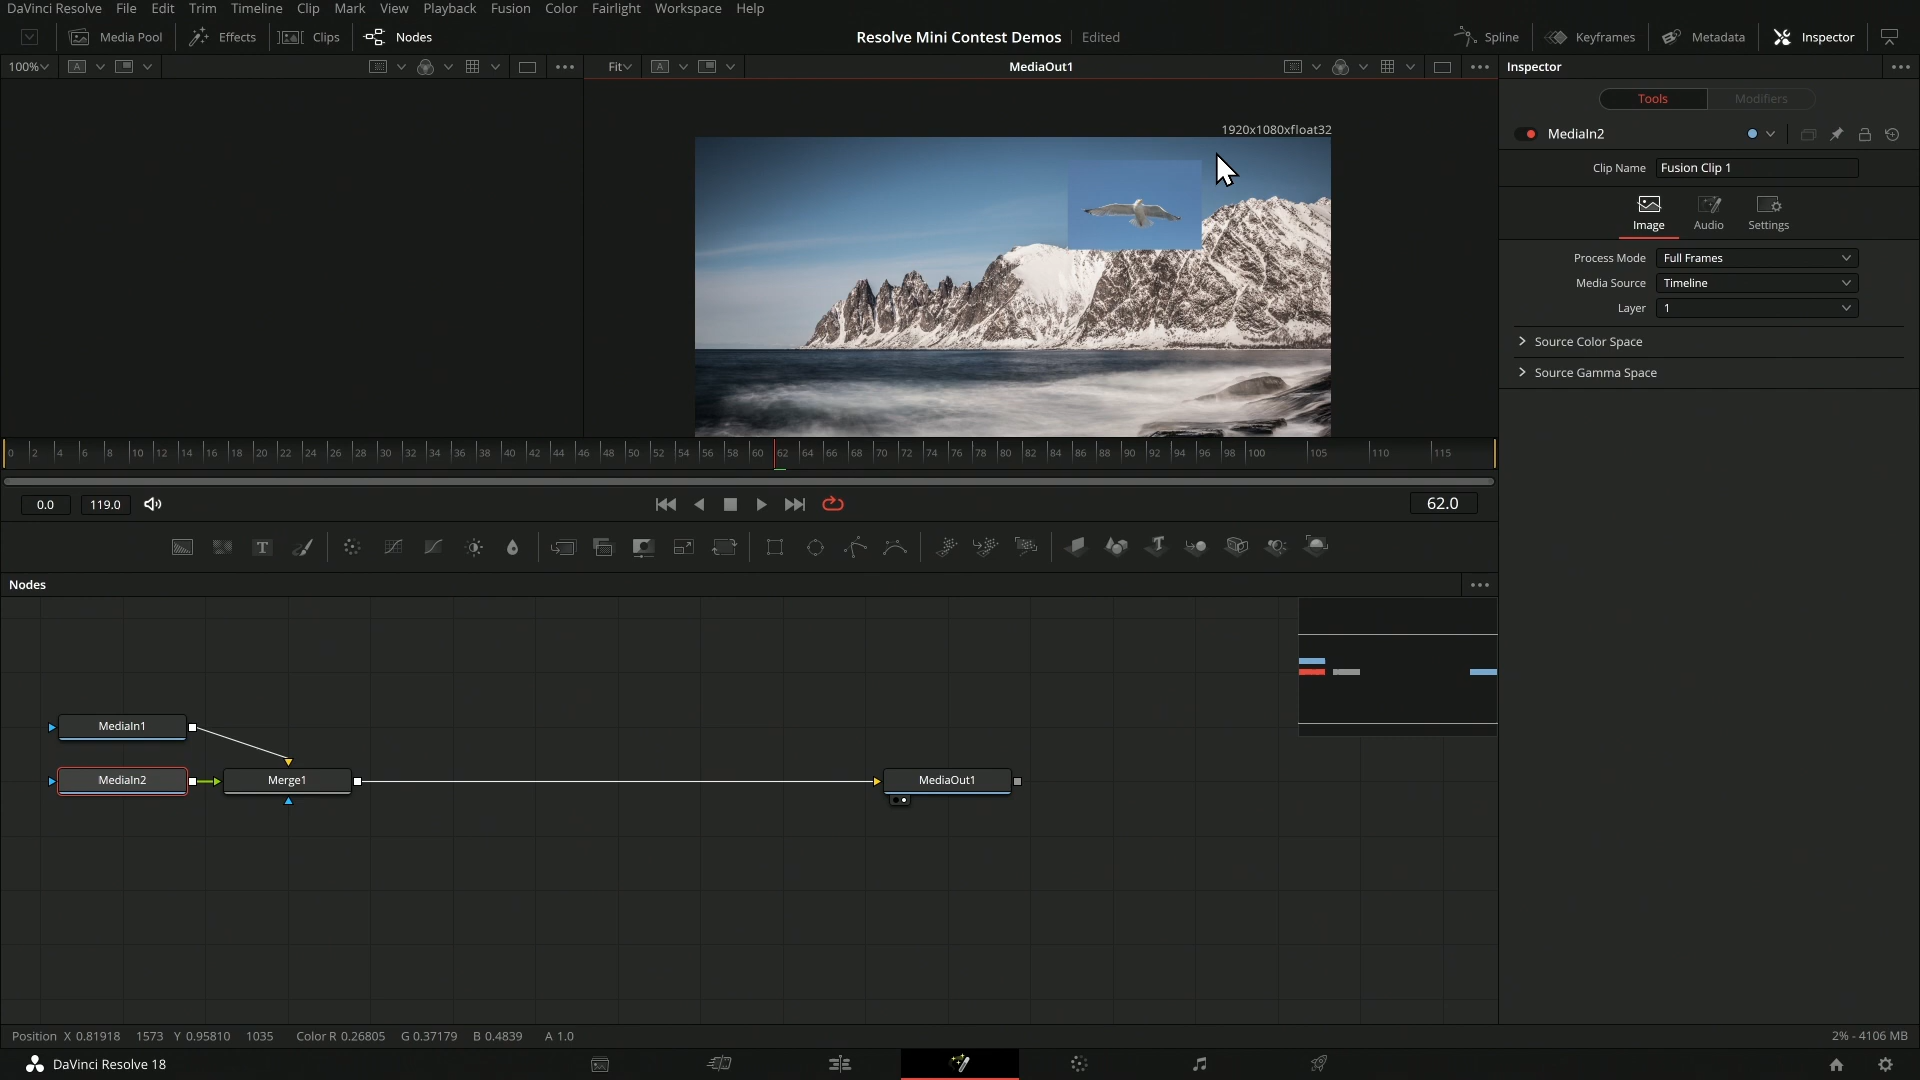 DaVinci Resolve File Edit Trim Timeline Clip Mark View Playback Fusion Color Fairlight Workspace Help
Media Pool Effects Clips Nodes Resolve Mini Contest Demos Edited Spline Keyframes Metadata Inspector
100% A Fit A MediaOut1 Inspector
Tools Modifiers
1920x1080xfloat32
MediaIn2
Clip Name Fusion Clip 1
Image Audio Settings
Process Mode Full Frames
Media Source Timeline
Layer 1
Source Color Space
Source Gamma Space
0 2 4 6 8 10 12 14 16 18 20 22 24 26 28 30 32 34 36 38 40 42 44 46 48 50 52 54 56 58 60 62 64 66 68 70 72 74 76 78 80 82 84 86 88 90 92 94 96 98 100 105 110 115
0.0 119.0 62.0
T T
Nodes
MediaIn1
MediaIn2 Merge1 MediaOut1
Position X 0.81918 1573 Y 0.95810 1035 Color R 0.26805 G 0.37179 B 0.4839 A 1.0 2% - 4106 MB
DaVinci Resolve 18